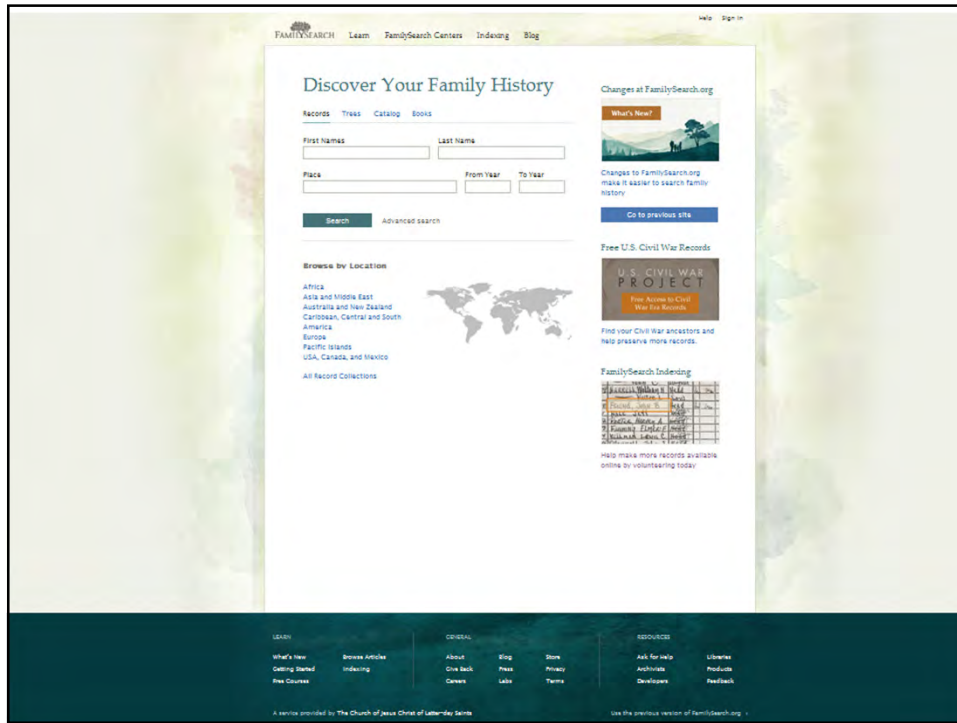 Help Sign In
FAMILYSEARCH Learn FamilySearch Centers Indexing Blog
Discover Your Family History
Records Trees Catalog Books
First Names Last Name
Place From Year To Year
Search Advanced search
Browse by Location
Africa
Asia and Middle East
Australia and New Zealand
Caribbean, Central and South
America
Europe
Pacific Islands
USA, Canada, and Mexico
All Record Collections
Changes at FamilySearch.org
What's New?
Changes to FamilySearch.org
make it easier to search family
history
Go to previous site
Free U.S. Civil War Records
U.S. CIVIL WAR
PROJECT
Free Access to Civil
War Era Records
Find your Civil War ancestors and
help preserve more records.
FamilySearch Indexing
Help make more records available
online by volunteering today
LEARN GENERAL RESOURCES
What's New Browse Articles About Blog Store Ask for Help Libraries
Getting Started Indexing Give Back Press Privacy Archivists Products
Free Courses Careers Labs Terms Developers Feedback
A service provided by The Church of Jesus Christ of Latter-day Saints Use the previous version of FamilySearch.org ›